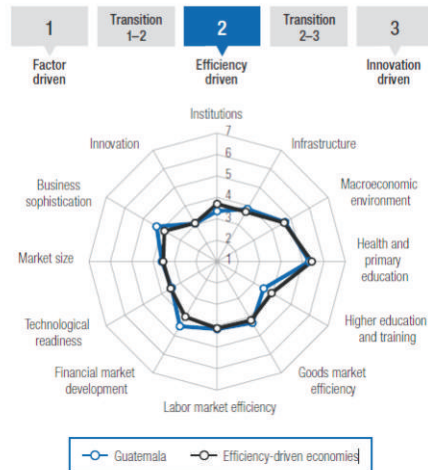 1
Transition
1–2
2
Transition
2–3
3
Factor
driven
Efficiency
driven
Innovation
driven
Institutions
7
6
5
4
3
2
1
Innovation
Infrastructure
Business
sophistication
Macroeconomic
environment
Market size
Health and
primary
education
Technological
readiness
Higher education
and training
Financial market
development
Goods market
efficiency
Labor market efficiency
Guatemala
Efficiency-driven economies